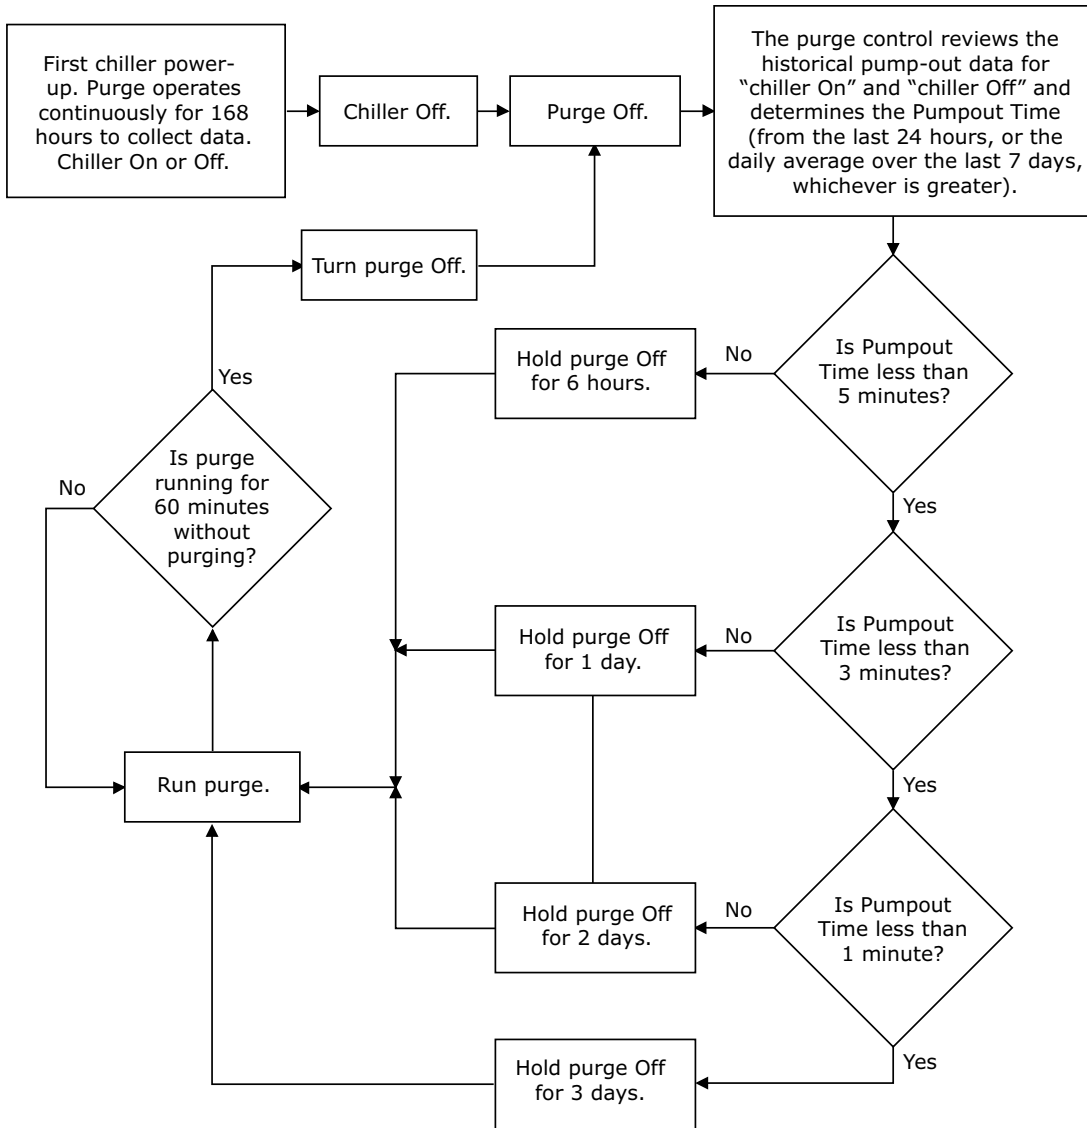 First chiller power-
up. Purge operates
continuously for 168
hours to collect data.
Chiller On or Off.
Chiller Off.
Purge Off.
The purge control reviews the
historical pump-out data for
“chiller On” and “chiller Off” and
determines the Pumpout Time
(from the last 24 hours, or the
daily average over the last 7 days,
whichever is greater).
Turn purge Off.
Hold purge Off
for 6 hours.
No
Is Pumpout
Time less than
5 minutes?
Yes
Yes
Is purge
running for
60 minutes
without
purging?
No
Hold purge Off
for 1 day.
No
Is Pumpout
Time less than
3 minutes?
Yes
Run purge.
Hold purge Off
for 2 days.
No
Is Pumpout
Time less than
1 minute?
Yes
Hold purge Off
for 3 days.